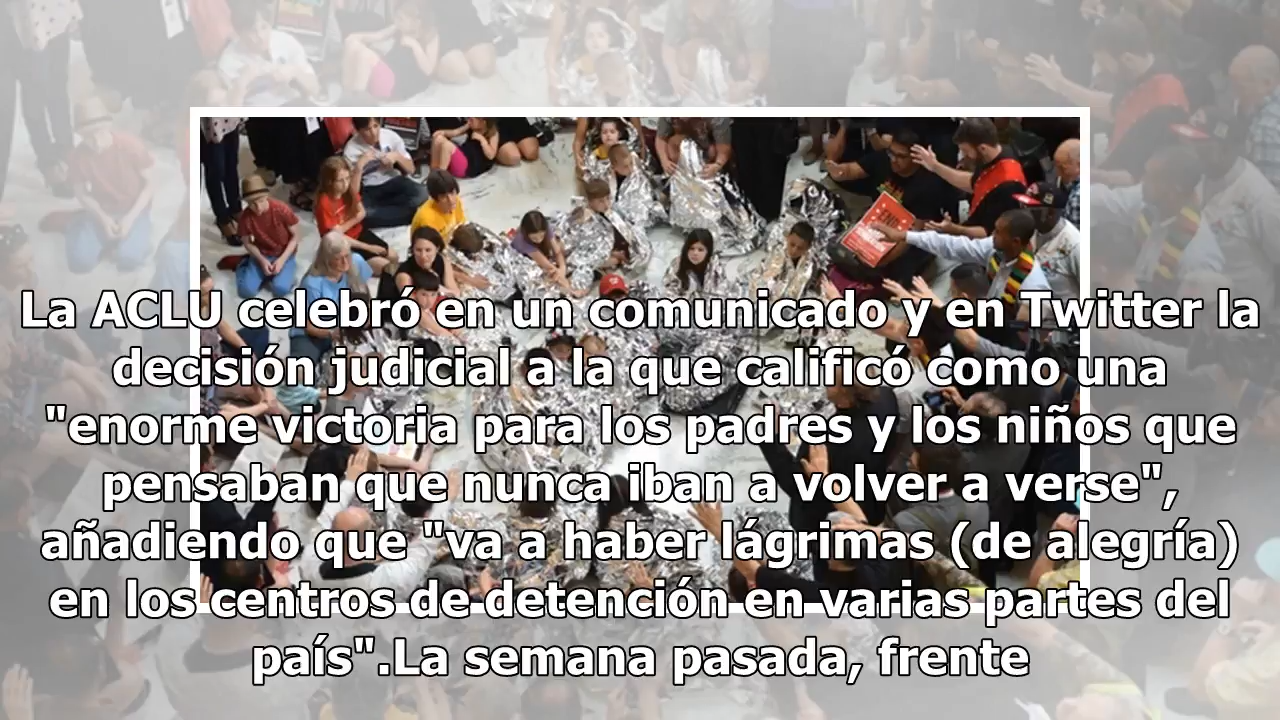 La ACLU celebró en un comunicado y en Twitter la
decisión judicial a la que calificó como una
"enorme victoria para los padres y los niños que
pensaban que nunca iban a volver a verse",
añadiendo que "va a haber lágrimas (de alegría)
en los centros de detención en varias partes del
país".La semana pasada, frente